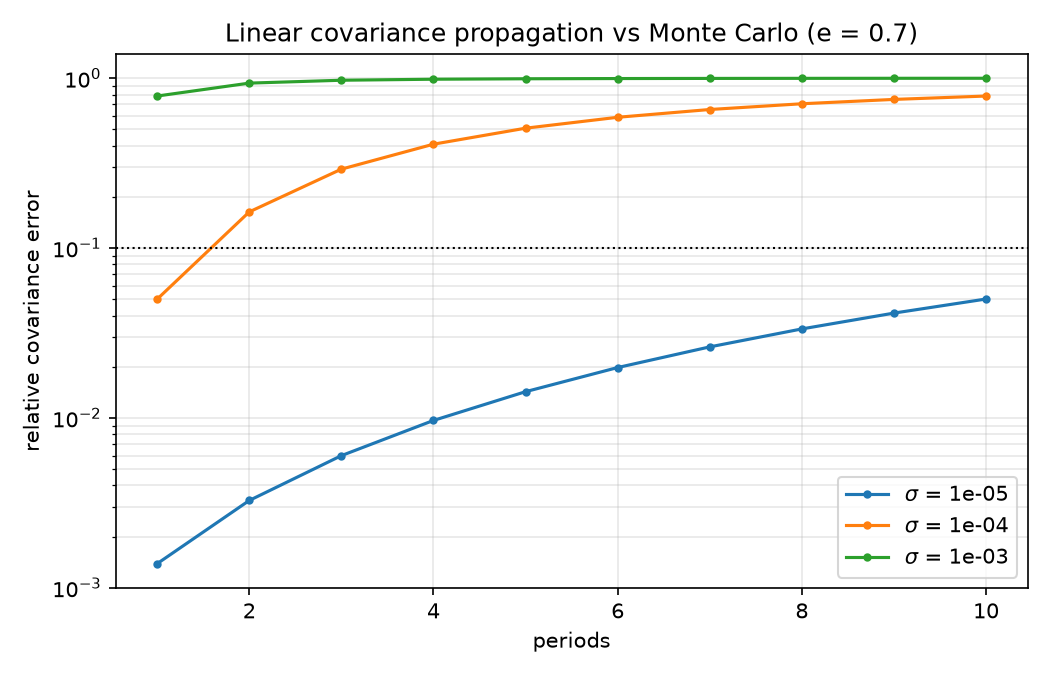 Linear covariance propagation vs Monte Carlo (e = 0.7)
relative covariance error
10⁰
10⁻¹
10⁻²
10⁻³
2
4
6
8
10
periods
σ = 1e-05
σ = 1e-04
σ = 1e-03